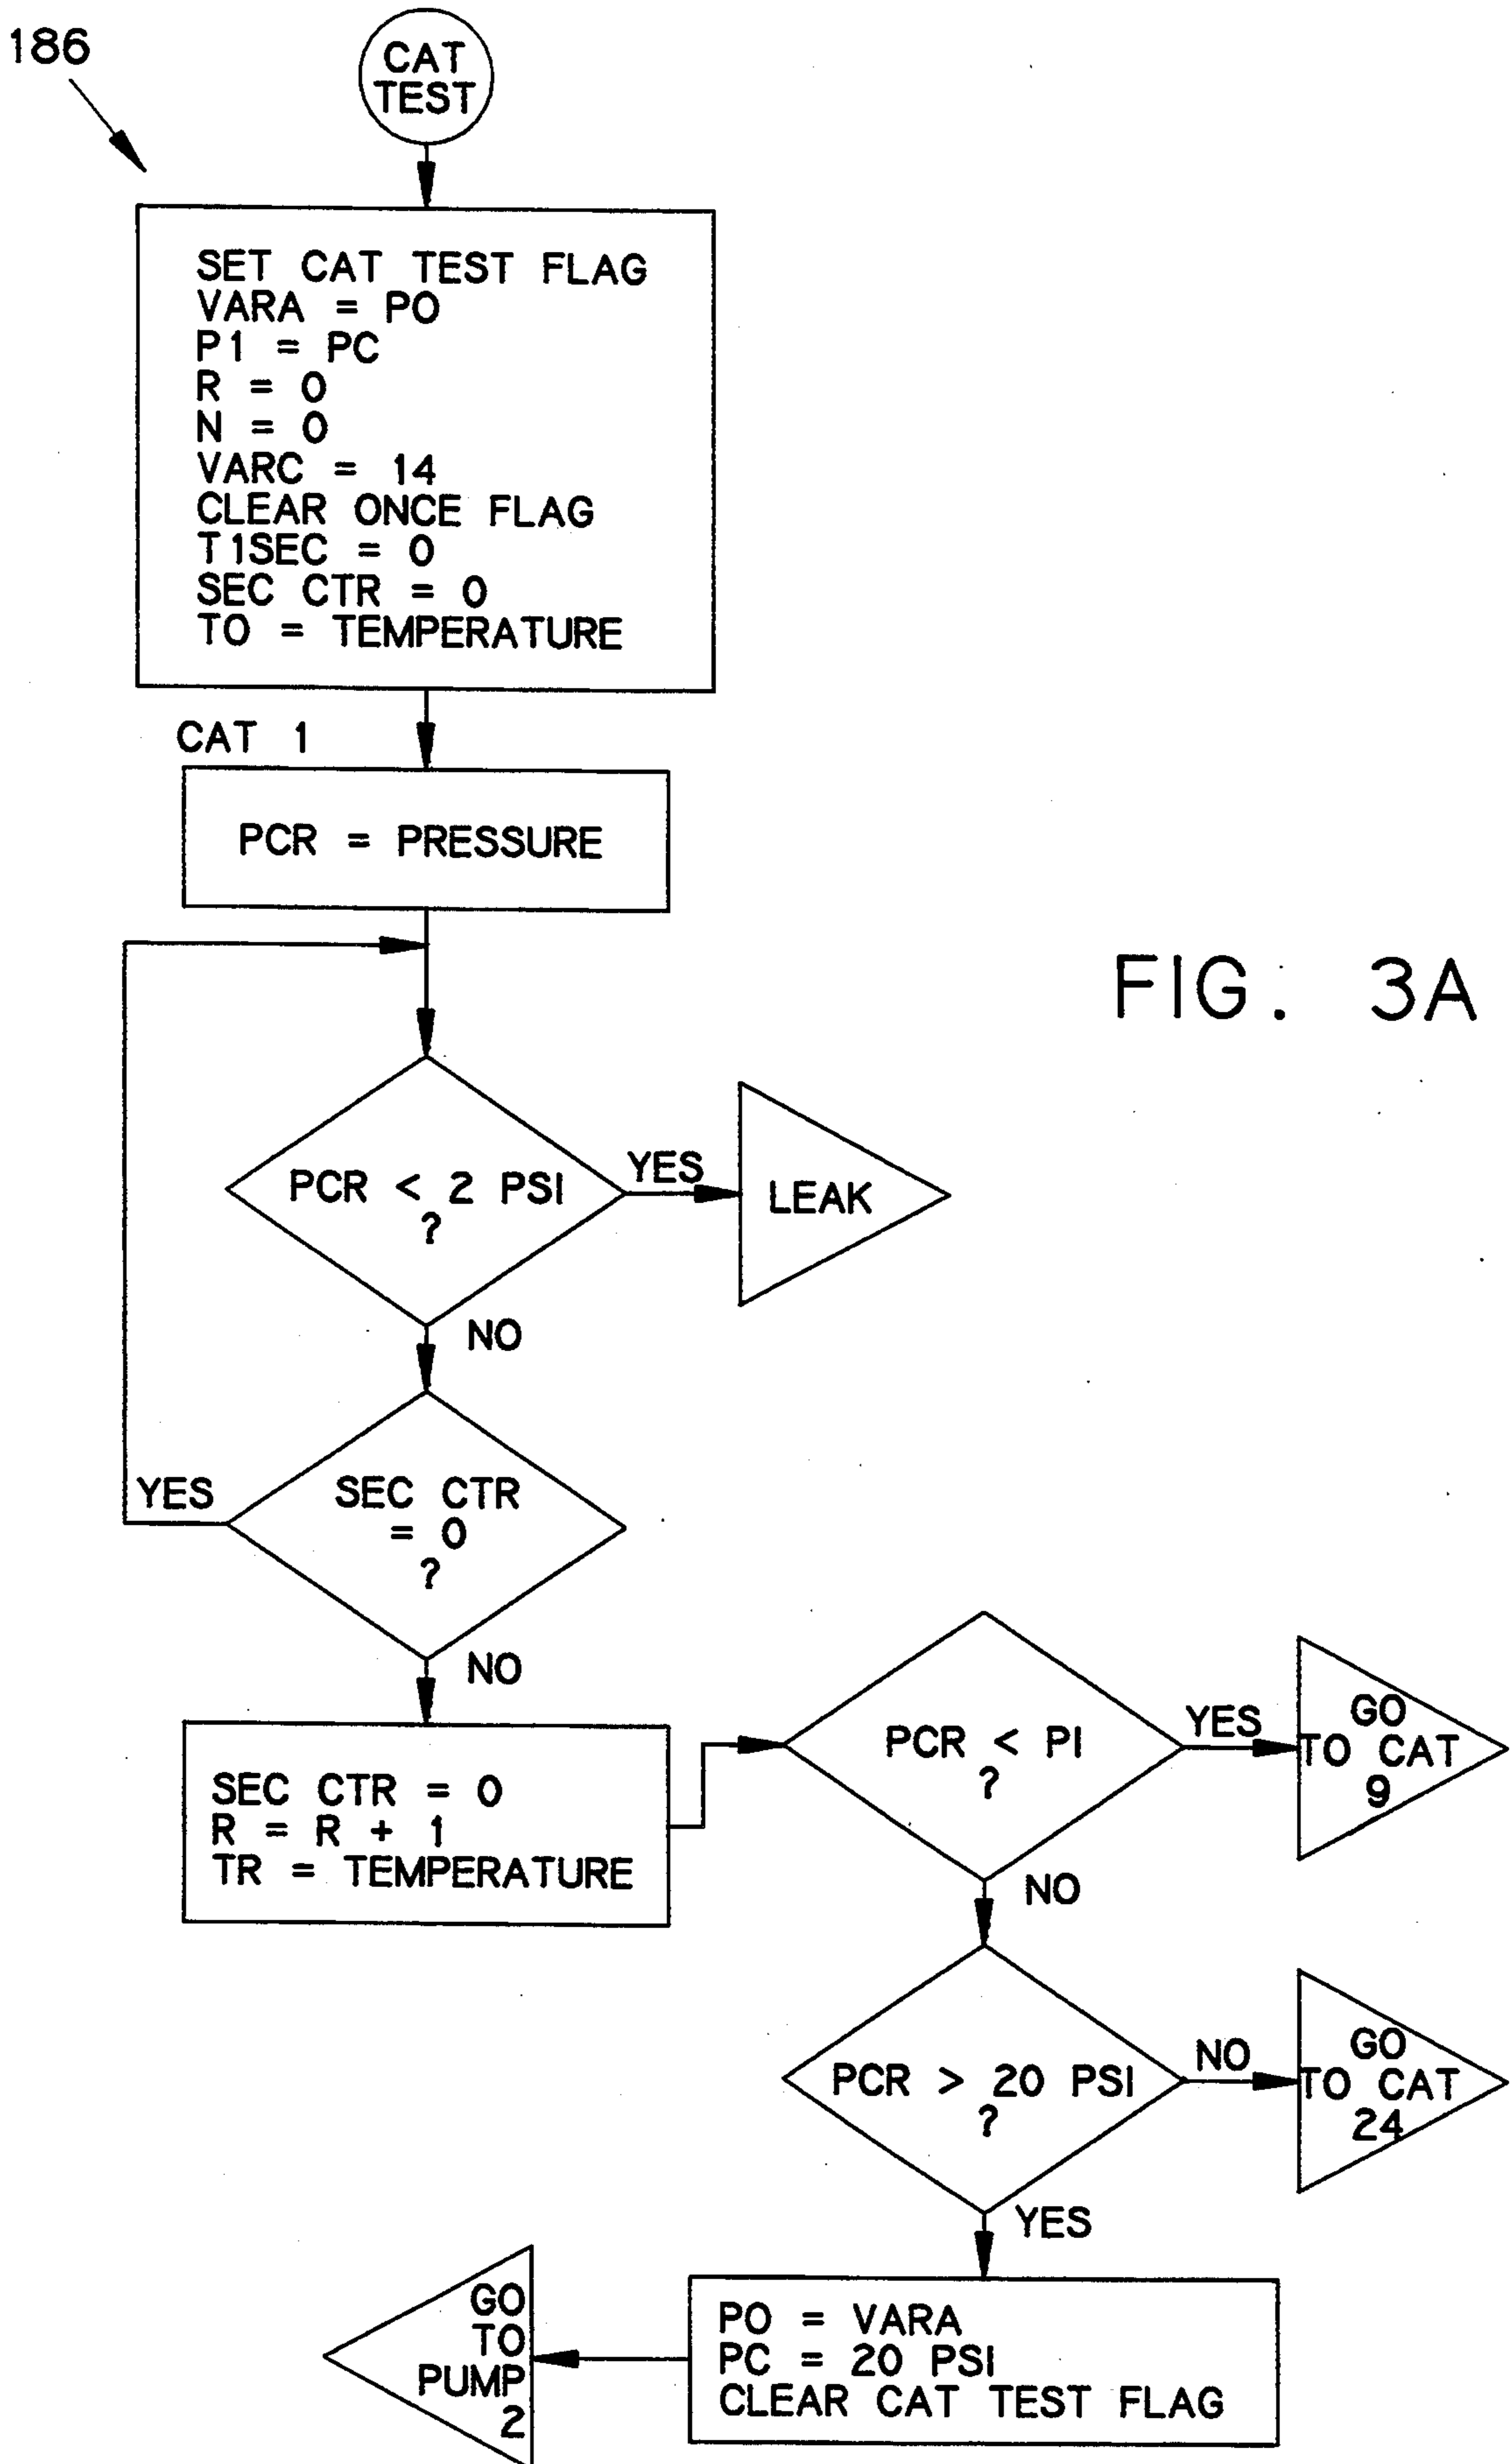 186
CAT
TEST
SET CAT TEST FLAG
VARA = PO
P1 = PC
R = 0
N = 0
VARC = 14
CLEAR ONCE FLAG
T1SEC = 0
SEC CTR = 0
TO = TEMPERATURE
CAT 1
PCR = PRESSURE
FIG. 3A
PCR < 2 PSI
?
YES
LEAK
NO
SEC CTR
= 0
?
YES
NO
SEC CTR = 0
R = R + 1
TR = TEMPERATURE
PCR < PI
?
YES
GO
TO CAT
9
NO
PCR > 20 PSI
?
NO
GO
TO CAT
24
YES
PO = VARA
PC = 20 PSI
CLEAR CAT TEST FLAG
GO
TO
PUMP
2